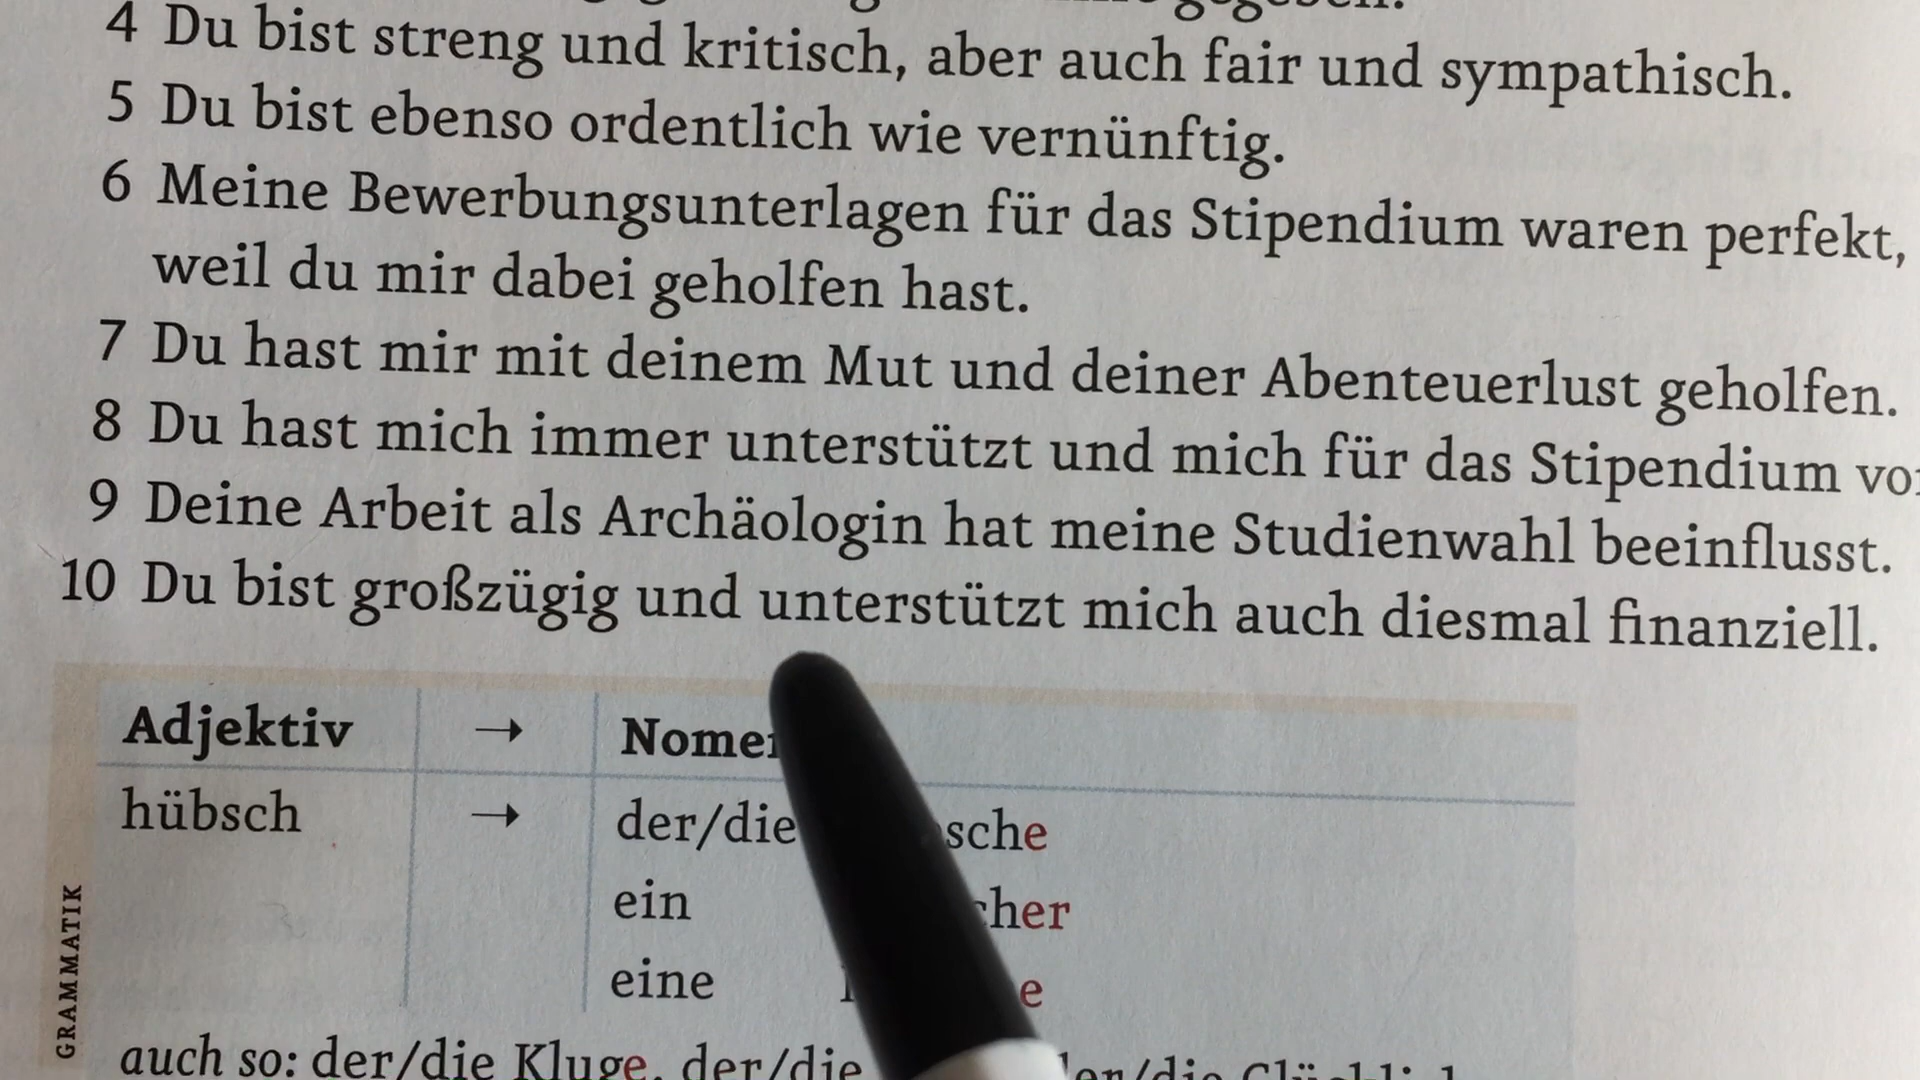 4 Du bist streng und kritisch, aber auch fair und sympathisch.
5 Du bist ebenso ordentlich wie vernünftig.
6 Meine Bewerbungsunterlagen für das Stipendium waren perfekt,
weil du mir dabei geholfen hast.
7 Du hast mir mit deinem Mut und deiner Abenteuerlust geholfen.
8 Du hast mich immer unterstützt und mich für das Stipendium
9 Deine Arbeit als Archäologin hat meine Studienwahl beeinflusst.
10 Du bist großzügig und unterstützt mich auch diesmal finanziell.
Adjektiv →
hübsch → der/die
ein
eine
GRAMMATIK
auch so: der/die Kluge, der/die